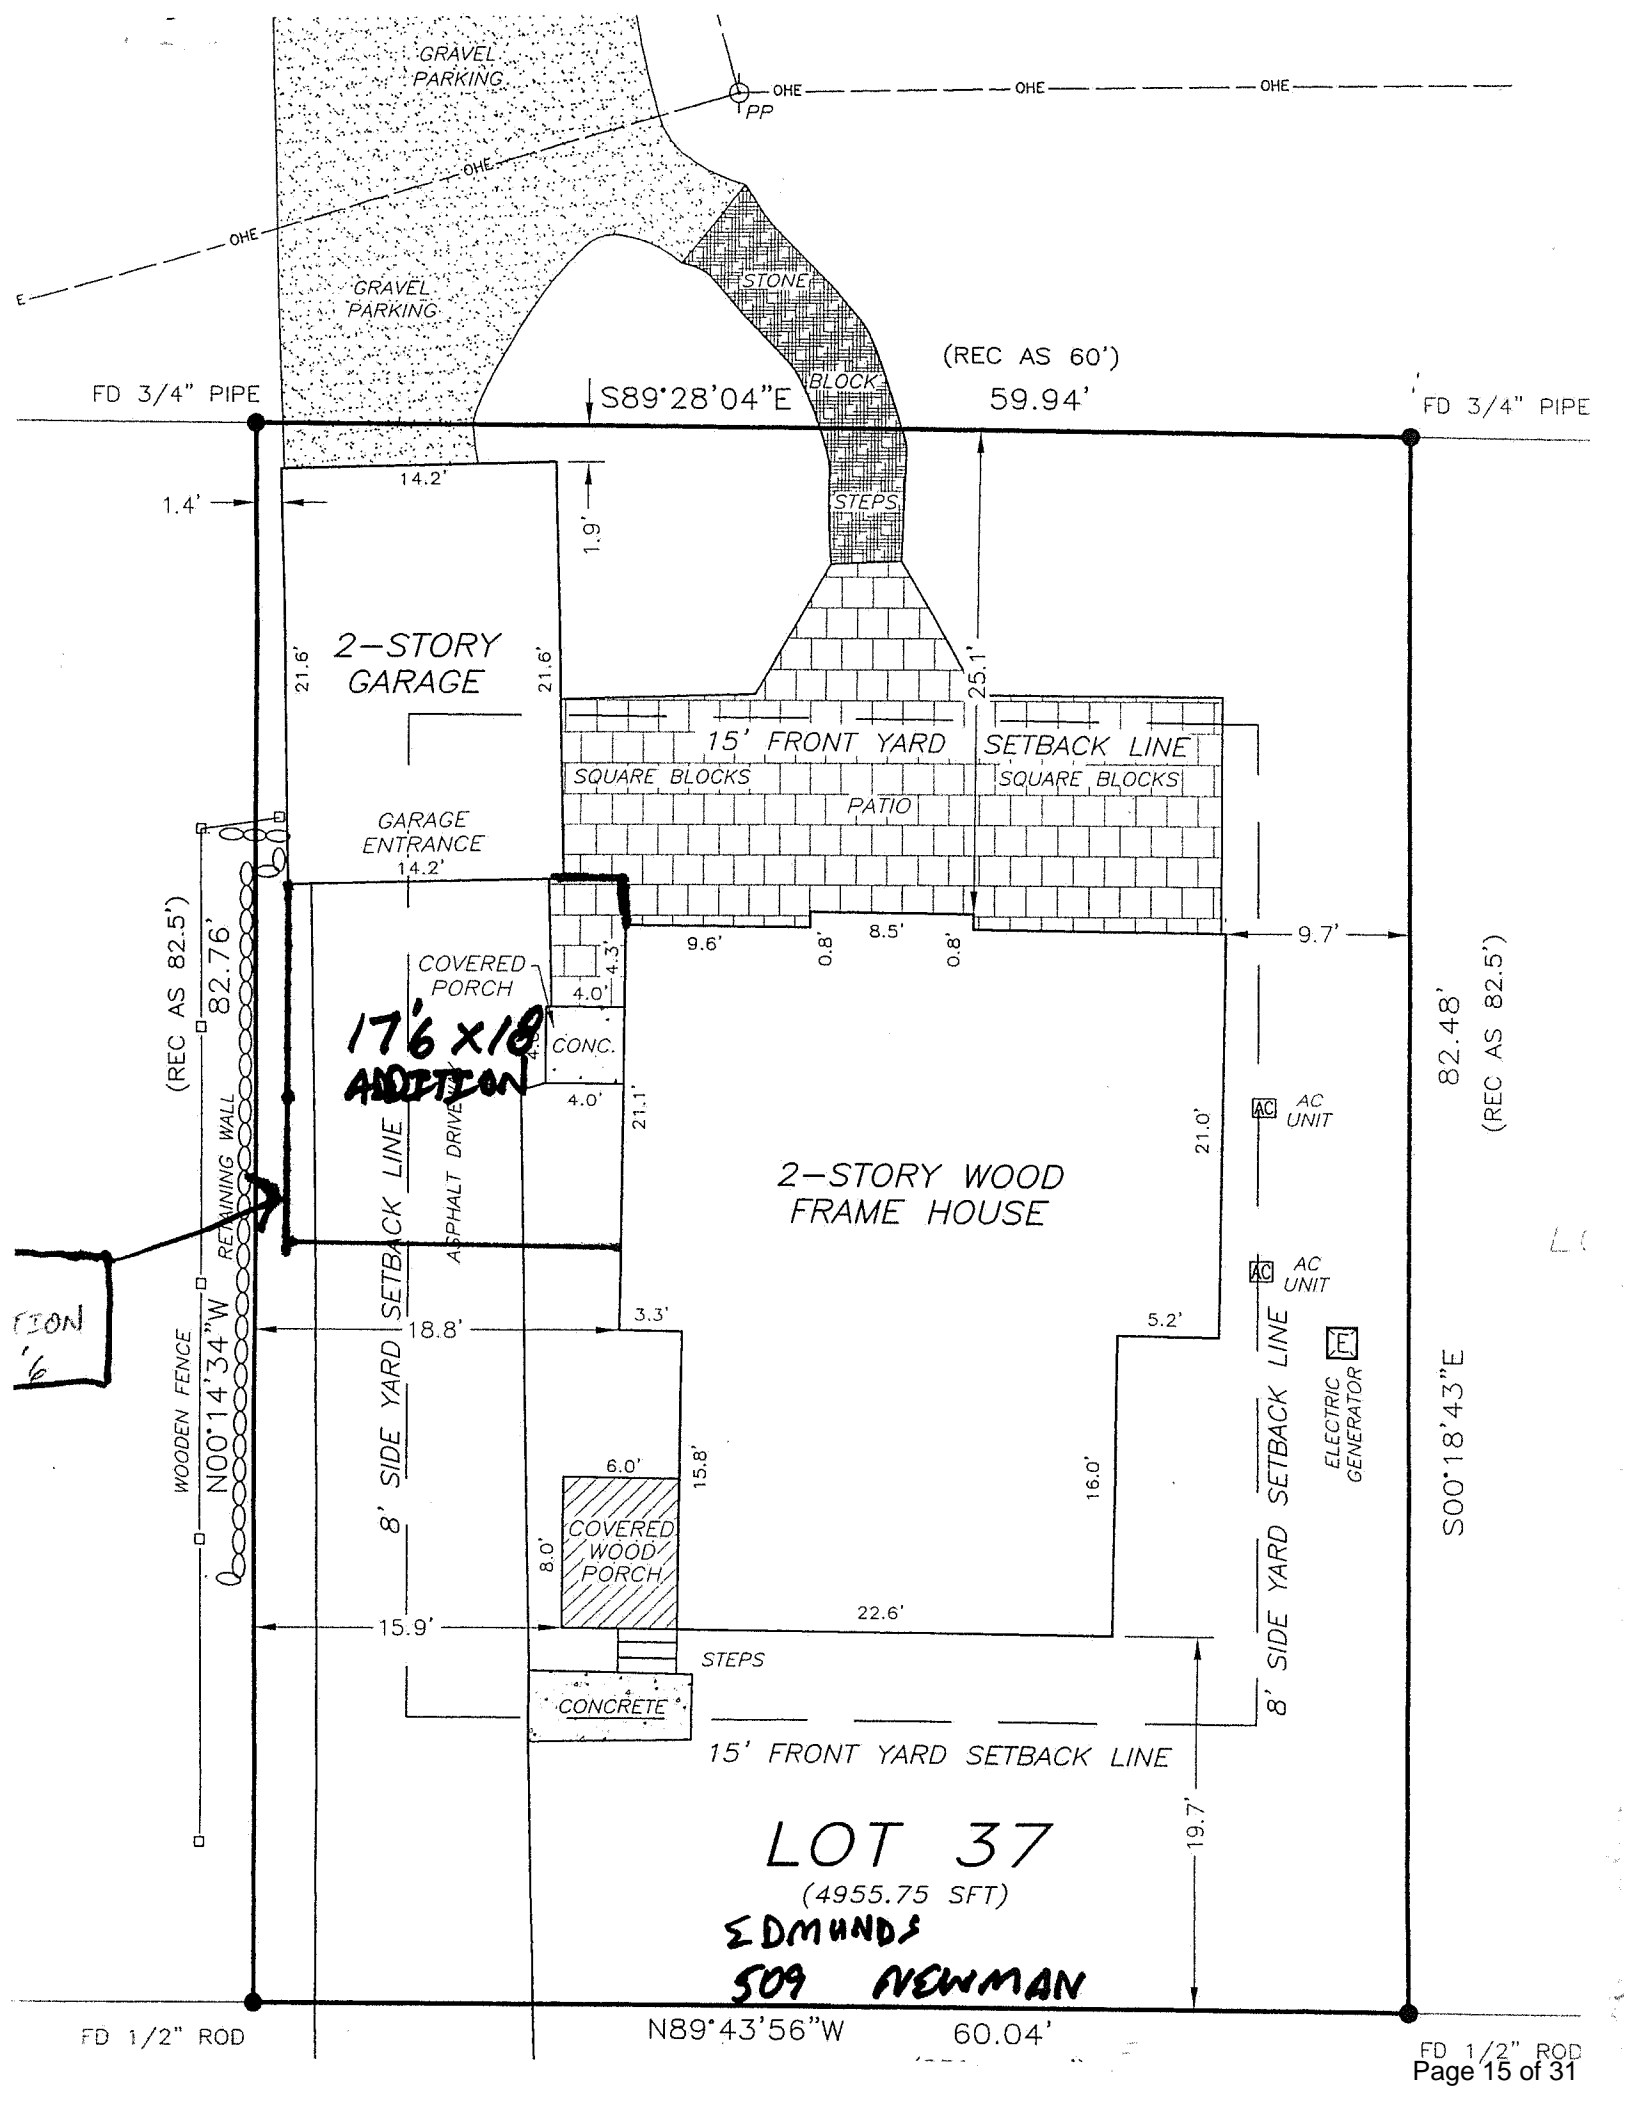 GRAVEL
PARKING
OHE
OHE
OHE
PP
OHE
OHE
E
GRAVEL
PARKING
STONE
BLOCK
STEPS
(REC AS 60')
FD 3/4" PIPE
S89°28'04"E
59.94'
FD 3/4" PIPE
14.2'
1.4'
1.9'
2-STORY
GARAGE
21.6'
21.6'
25.1'
15' FRONT YARD SETBACK LINE
SQUARE BLOCKS
SQUARE BLOCKS
PATIO
GARAGE
ENTRANCE
14.2'
9.6'
0.8'
8.5'
0.8'
9.7'
(REC AS 82.5')
82.76'
COVERED
PORCH
4.3'
4.0'
17'6 X 18
ADDITION
CONC.
4.0'
21.1'
21.0'
AC
AC
UNIT
82.48'
(REC AS 82.5')
2-STORY WOOD
FRAME HOUSE
RETAINING WALL
8' SIDE YARD SETBACK LINE
ASPHALT DRIVE
AC
AC
UNIT
TION
'6
18.8'
3.3'
5.2'
E
ELECTRIC
GENERATOR
WOODEN FENCE
N00°14'34"W
S00°18'43"E
6.0'
15.8'
16.0'
8.0'
COVERED
WOOD
PORCH
8' SIDE YARD SETBACK LINE
15.9'
22.6'
STEPS
CONCRETE
15' FRONT YARD SETBACK LINE
19.7'
LOT 37
(4955.75 SFT)
EDMUNDS
509 NEWMAN
N89°43'56"W
60.04'
FD 1/2" ROD
FD 1/2" ROD
Page 15 of 31